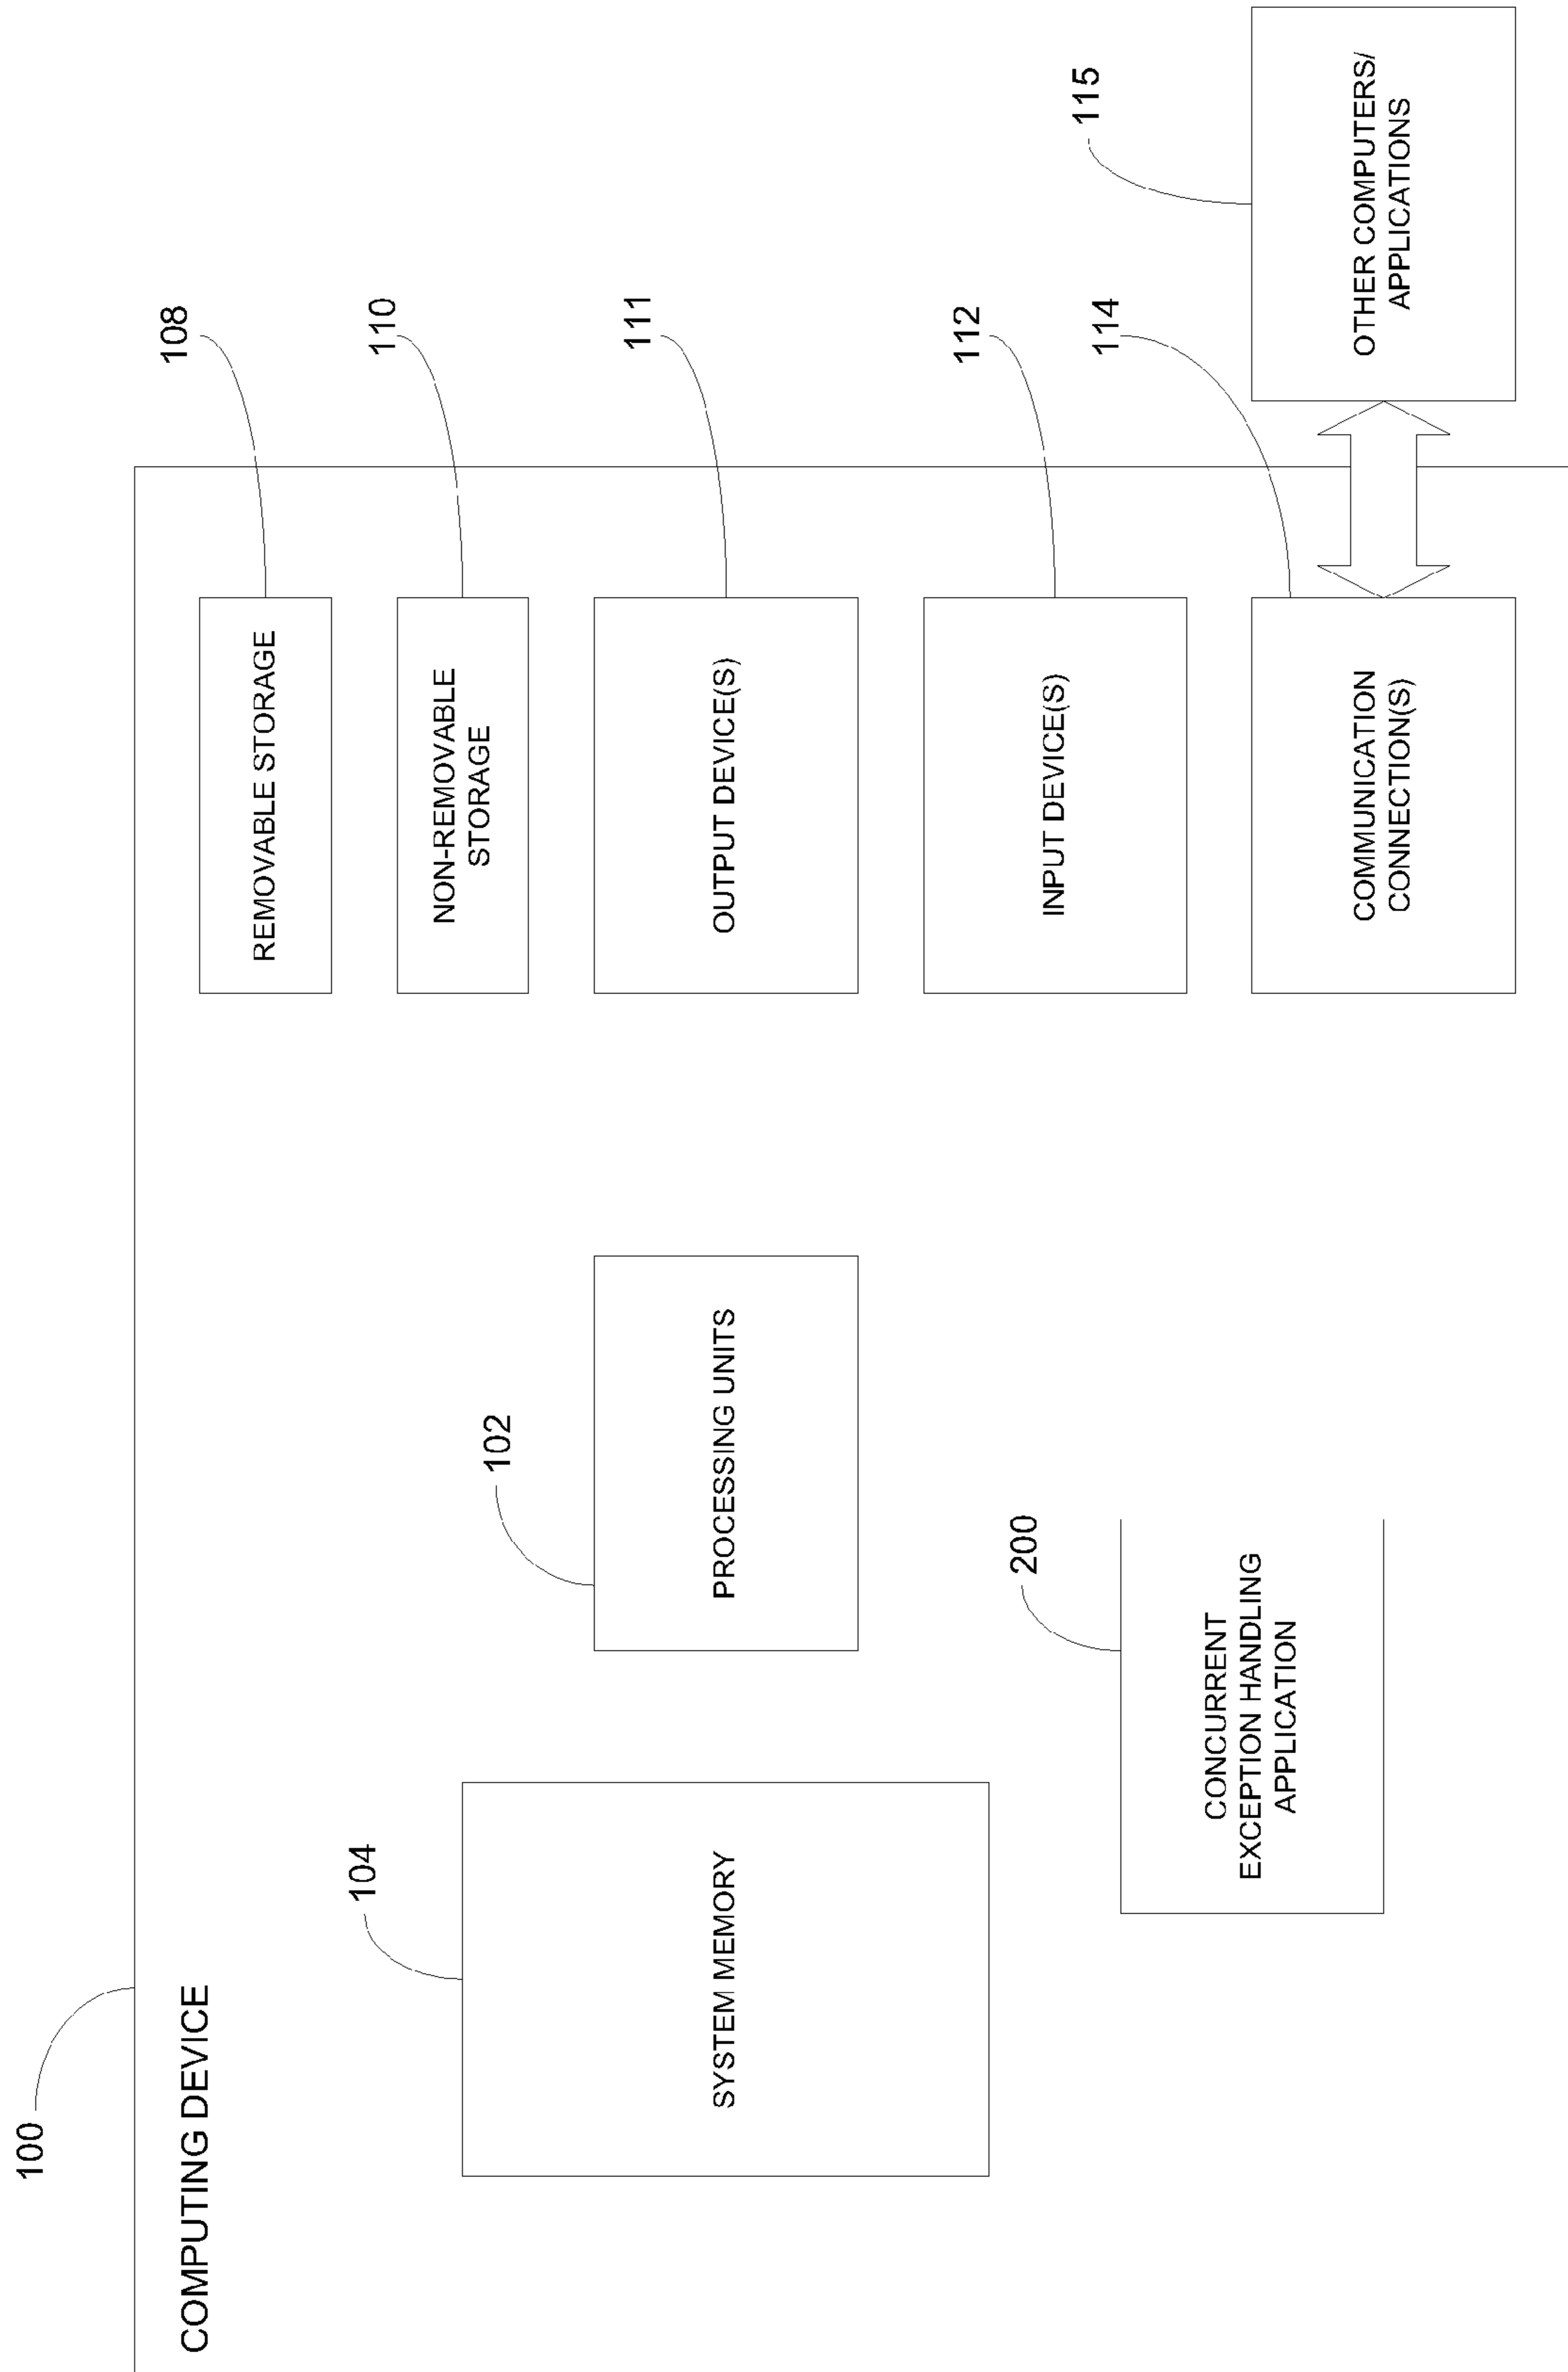 100
COMPUTING DEVICE
104
SYSTEM MEMORY
102
PROCESSING UNITS
200
CONCURRENT
EXCEPTION HANDLING
APPLICATION
108
REMOVABLE STORAGE
110
NON-REMOVABLE
STORAGE
111
OUTPUT DEVICE(S)
112
INPUT DEVICE(S)
114
COMMUNICATION
CONNECTION(S)
115
OTHER COMPUTERS/
APPLICATIONS